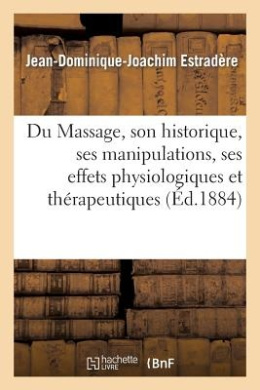 Jean-Dominique-Joachim Estradère
Du Massage, son historique, ses manipulations, ses effets physiologiques et thérapeutiques (Éd.1884)
hachette
LIVRE
{BnF